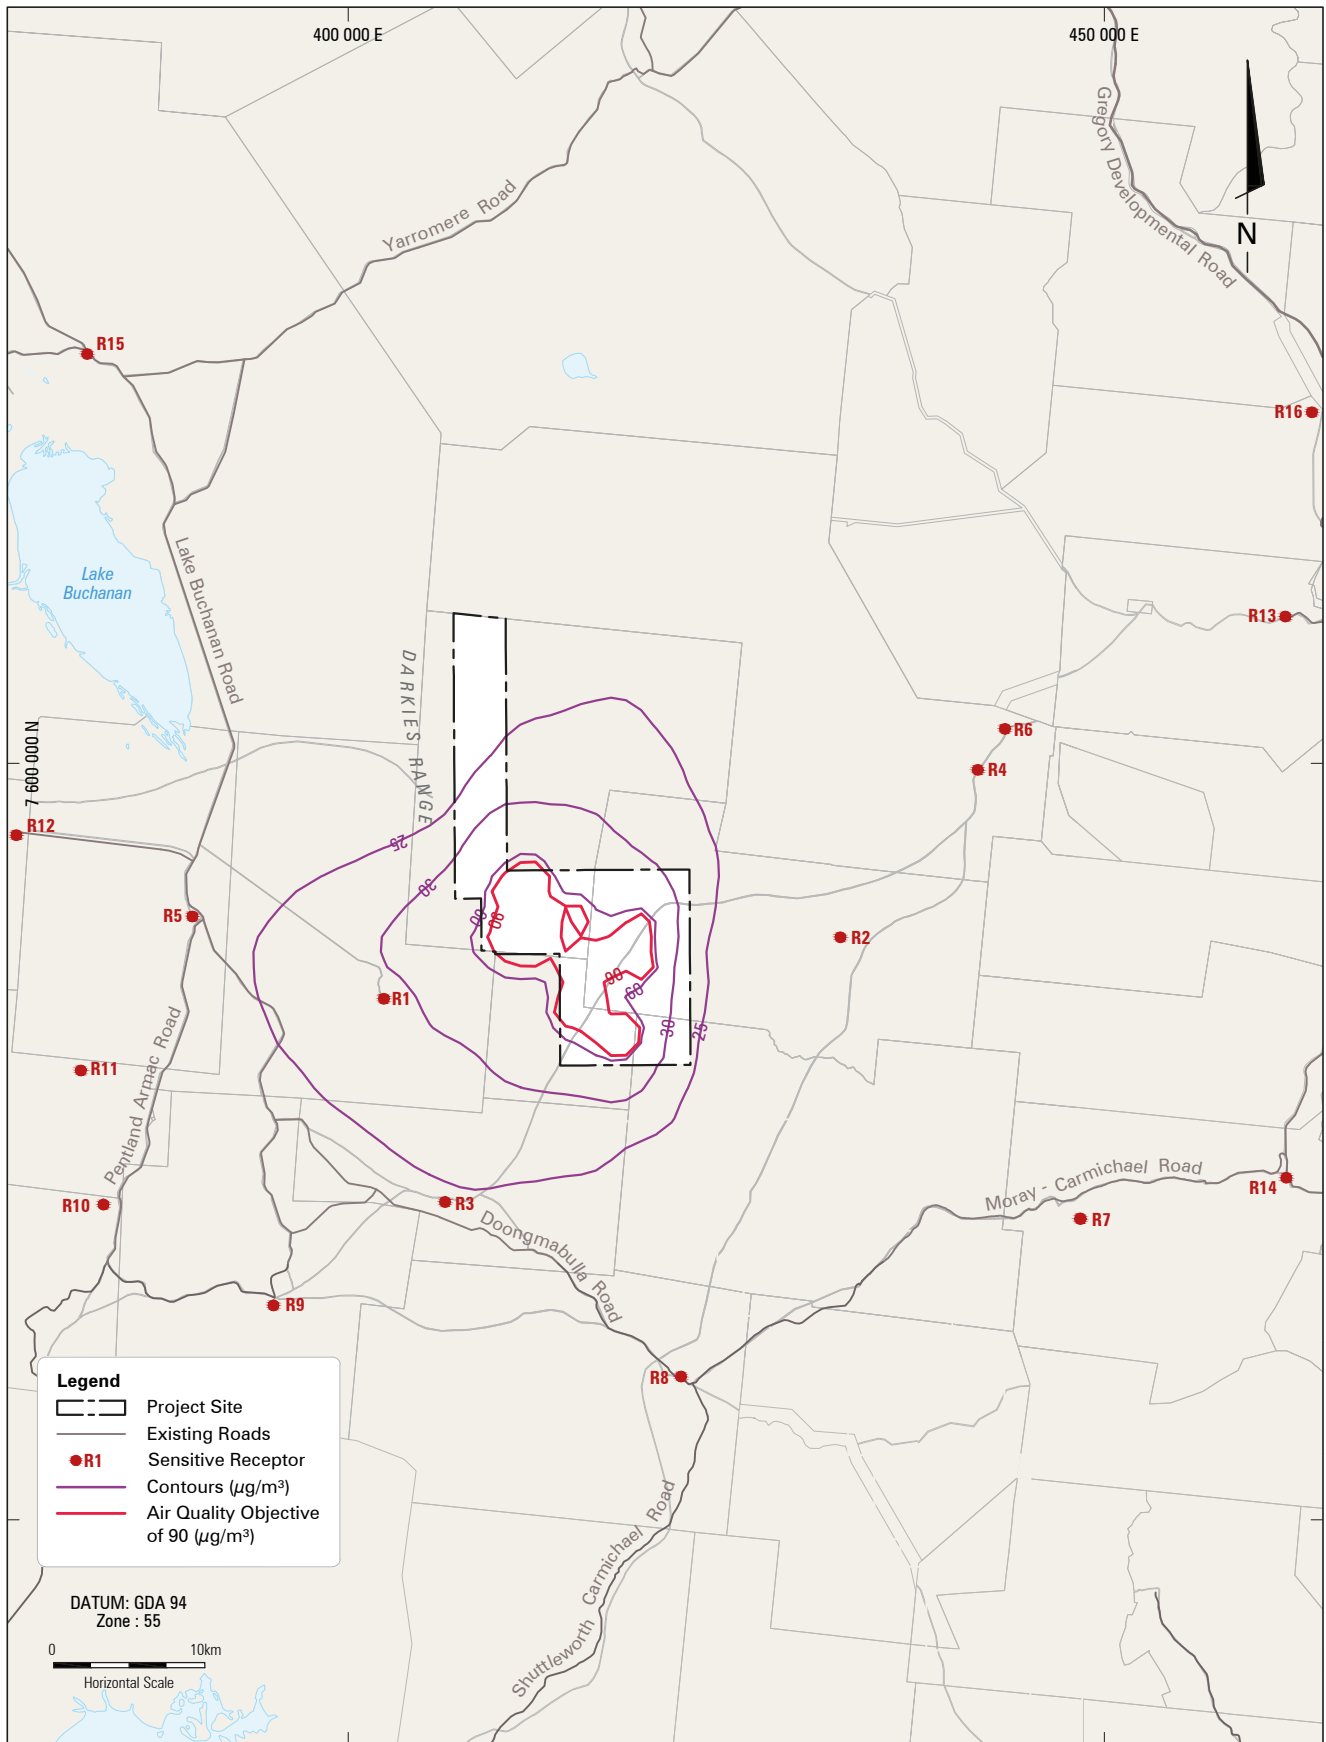 400 000 E
450 000 E
Gregory Developmental Road
N
Yarromere Road
R15
R16
Lake
Buchanan
Lake Buchanan Road
R13
DARKIES RANGE
7 600 000 N
R6
R4
R12
25
30
60
90
R5
R2
R1
90
60
30
25
R11
Pentland Armac Road
R10
R3
Doongmabulla Road
Moray - Carmichael Road
R14
R7
R9
R8
Legend
Project Site
Existing Roads
R1 Sensitive Receptor
Contours (µg/m³)
Air Quality Objective
of 90 (µg/m³)
Shuttleworth Carmichael Road
DATUM: GDA 94
Zone : 55
0 10km
Horizontal Scale